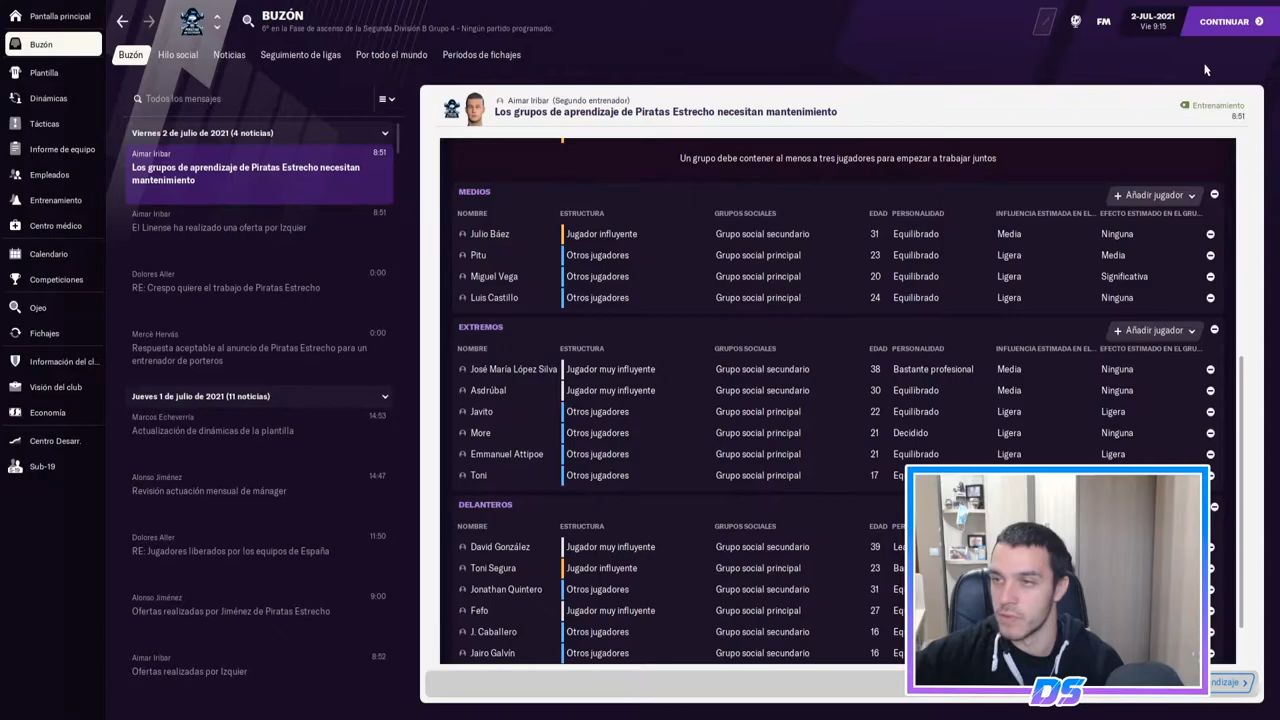 Pantalla principal
BUZÓN
6º en la Fase de ascenso de la Segunda División B Grupo 4 - Ningún partido programado.
FM
2-JUL-2021
Vie 9:15
CONTINUAR
Buzón
Plantilla
Dinámicas
Tácticas
Informe de equipo
Empleados
Entrenamiento
Centro médico
Calendario
Competiciones
Ojeo
Fichajes
Información del cl...
Visión del club
Economía
Centro Desarr.
Sub-19
Buzón
Hilo social
Noticias
Seguimiento de ligas
Por todo el mundo
Periodos de fichajes
Todos los mensajes
Viernes 2 de julio de 2021 (4 noticias)
Aimar Iribar
8:51
Los grupos de aprendizaje de Piratas Estrecho necesitan
mantenimiento
Aimar Iribar
8:51
El Linense ha realizado una oferta por Izquier
Dolores Aller
0:00
RE: Crespo quiere el trabajo de Piratas Estrecho
Mercè Hervás
0:00
Respuesta aceptable al anuncio de Piratas Estrecho para un
entrenador de porteros
Jueves 1 de julio de 2021 (11 noticias)
Marcos Echeverría
14:53
Actualización de dinámicas de la plantilla
Alonso Jiménez
14:47
Revisión actuación mensual de mánager
Dolores Aller
11:50
RE: Jugadores liberados por los equipos de España
Alonso Jiménez
9:00
Ofertas realizadas por Jiménez de Piratas Estrecho
Aimar Iribar
8:52
Ofertas realizadas por Izquier
Aimar Iribar (Segundo entrenador)
Los grupos de aprendizaje de Piratas Estrecho necesitan mantenimiento
Entrenamiento
8:51
Un grupo debe contener al menos a tres jugadores para empezar a trabajar juntos
MEDIOS
Añadir jugador
NOMBRE ESTRUCTURA GRUPOS SOCIALES EDAD PERSONALIDAD INFLUENCIA ESTIMADA EN EL... EFECTO ESTIMADO EN EL GRU...
Julio Báez Jugador influyente Grupo social secundario 31 Equilibrado Media Ninguna
Pitu Otros jugadores Grupo social principal 23 Equilibrado Ligera Media
Miguel Vega Otros jugadores Grupo social principal 20 Equilibrado Ligera Significativa
Luis Castillo Otros jugadores Grupo social principal 24 Equilibrado Ligera Ninguna
EXTREMOS
Añadir jugador
NOMBRE ESTRUCTURA GRUPOS SOCIALES EDAD PERSONALIDAD INFLUENCIA ESTIMADA EN EL... EFECTO ESTIMADO EN EL GRU...
José María López Silva Jugador muy influyente Grupo social secundario 38 Bastante profesional Media Ninguna
Asdrúbal Jugador muy influyente Grupo social secundario 30 Equilibrado Media Ninguna
Javito Otros jugadores Grupo social principal 22 Equilibrado Ligera Ligera
More Otros jugadores Grupo social principal 21 Decidido Ligera Ninguna
Emmanuel Attipoe Otros jugadores Grupo social principal 21 Equilibrado Ligera Ligera
Toni Otros jugadores Grupo social principal 17 Eq
DELANTEROS
NOMBRE ESTRUCTURA GRUPOS SOCIALES EDAD PER
David González Jugador muy influyente Grupo social secundario 39 Lea
Toni Segura Jugador influyente Grupo social principal 23 Ba
Jonathan Quintero Otros jugadores Grupo social secundario 31 Eq
Fefo Jugador muy influyente Grupo social principal 27 Eq
J. Caballero Otros jugadores Grupo social secundario 16 Eq
Jairo Galvín Otros jugadores Grupo social secundario 16 Eq
ndizaje
DS